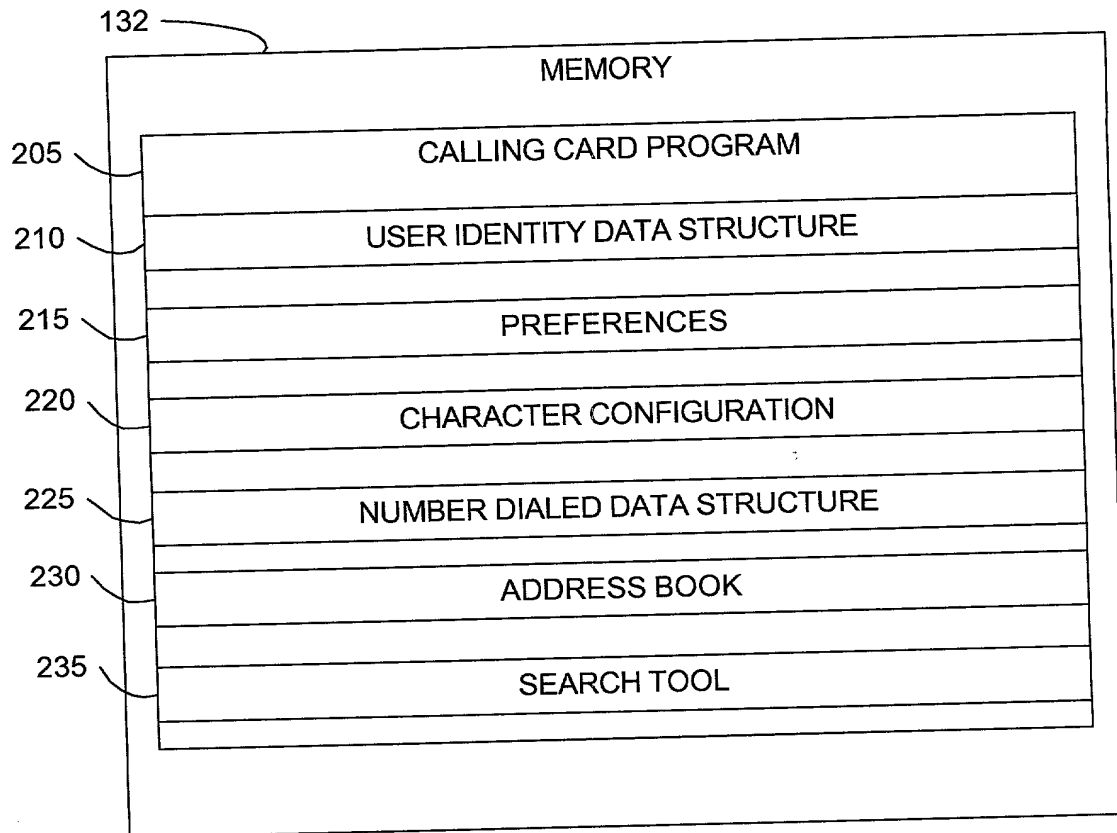 132
MEMORY
205
CALLING CARD PROGRAM
210
USER IDENTITY DATA STRUCTURE
215
PREFERENCES
220
CHARACTER CONFIGURATION
225
NUMBER DIALED DATA STRUCTURE
230
ADDRESS BOOK
235
SEARCH TOOL